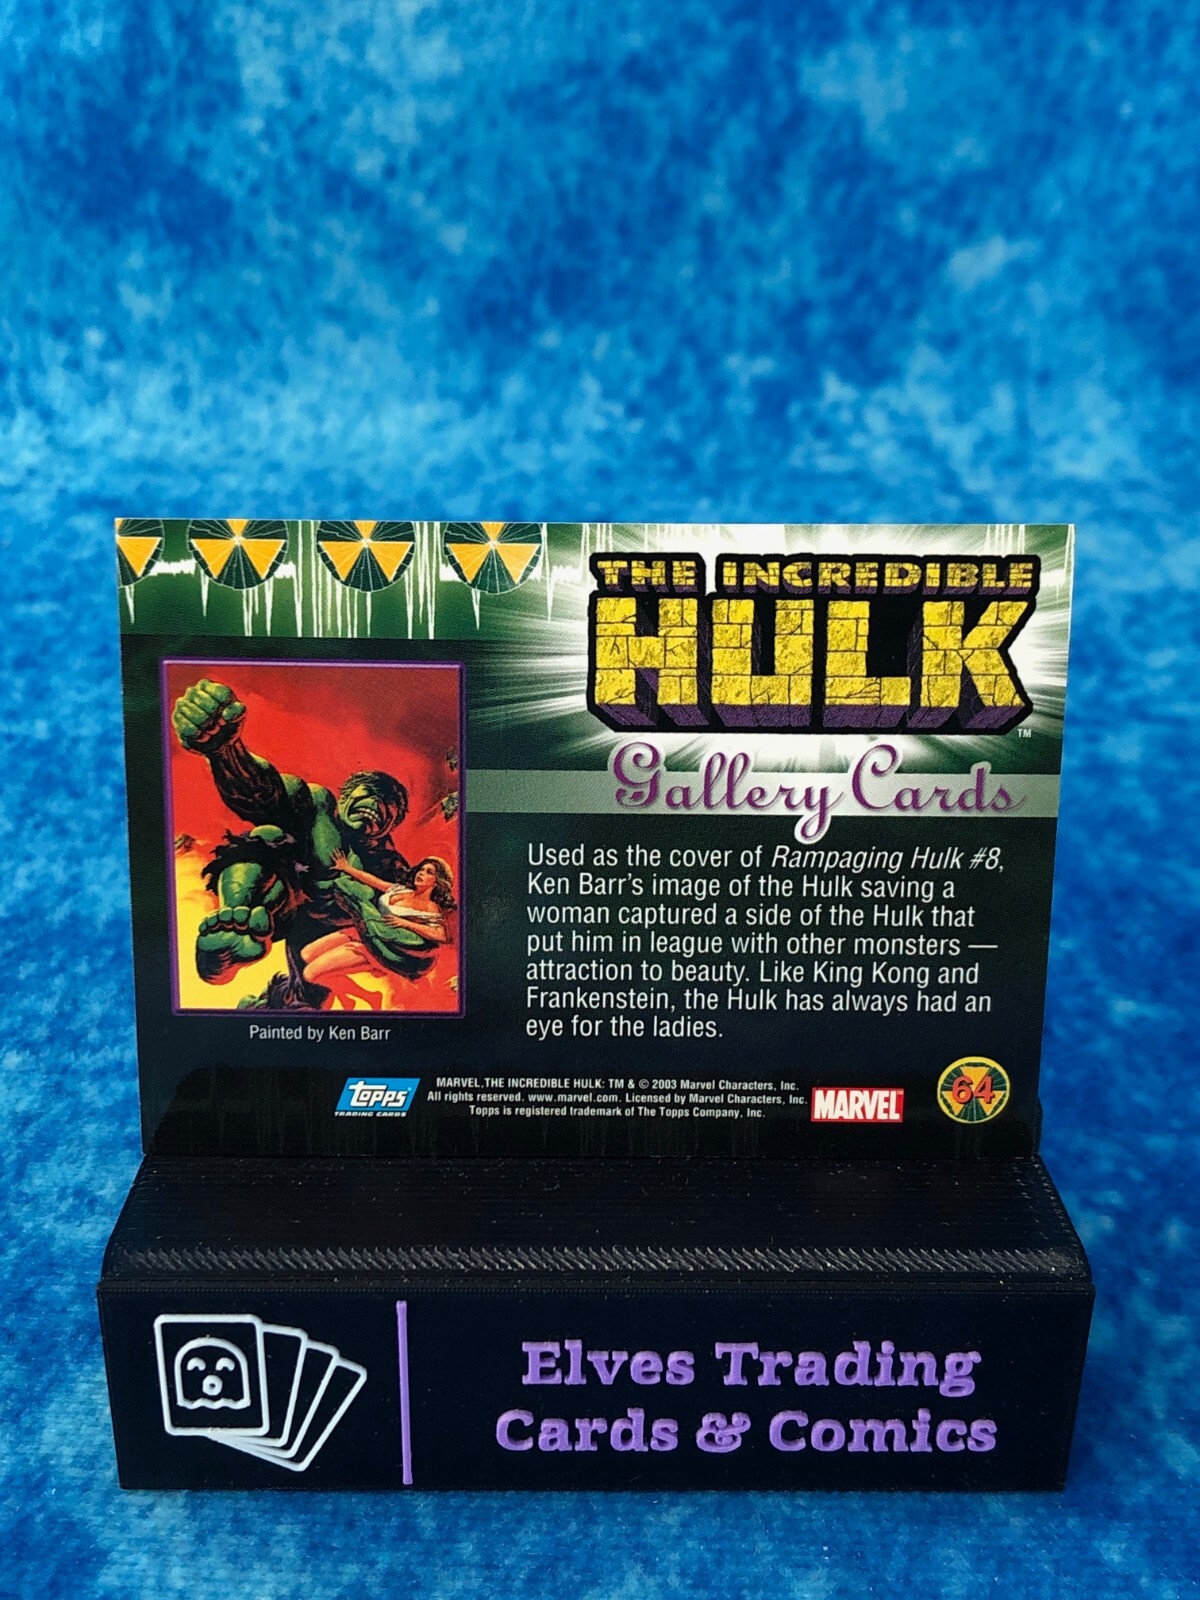 THE INCREDIBLE
HULK
TM
Gallery Cards
Used as the cover of Rampaging Hulk #8,
Ken Barr's image of the Hulk saving a
woman captured a side of the Hulk that
put him in league with other monsters —
attraction to beauty. Like King Kong and
Frankenstein, the Hulk has always had an
eye for the ladies.
Painted by Ken Barr
Topps
TRADING CARDS
MARVEL, THE INCREDIBLE HULK: TM & © 2003 Marvel Characters, Inc.
All rights reserved. www.marvel.com. Licensed by Marvel Characters, Inc.
Topps is registered trademark of The Topps Company, Inc.
MARVEL
64
Elves Trading
Cards & Comics